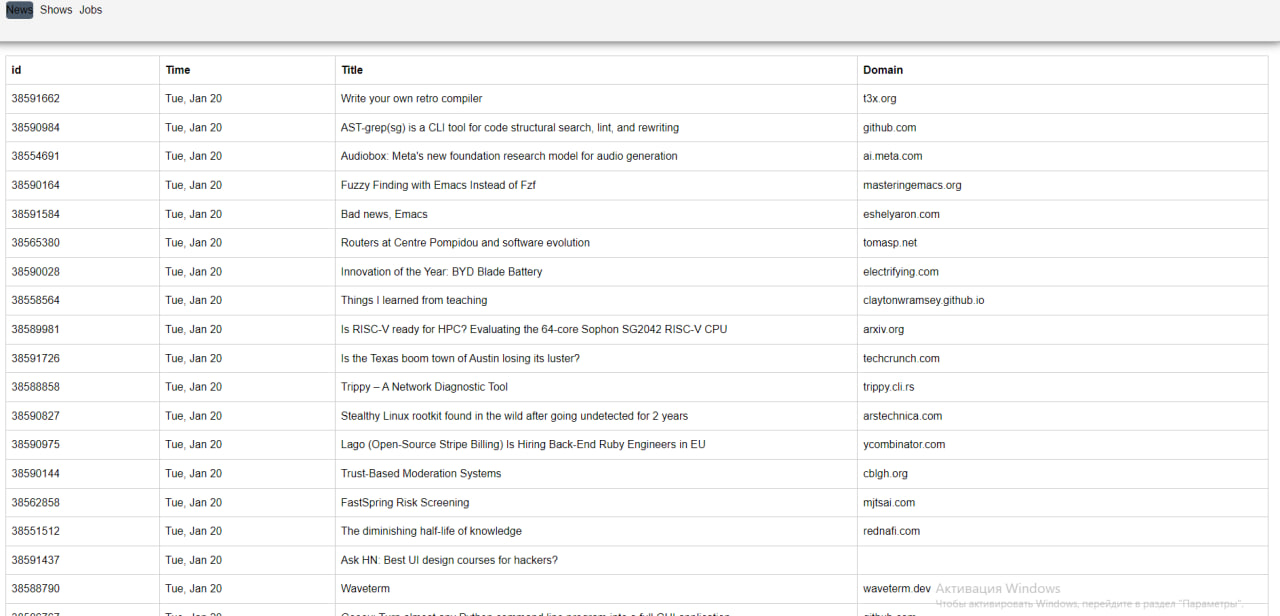 News Shows Jobs
id Time Title Domain
38591662 Tue, Jan 20 Write your own retro compiler t3x.org
38590984 Tue, Jan 20 AST-grep(sg) is a CLI tool for code structural search, lint, and rewriting github.com
38554691 Tue, Jan 20 Audiobox: Meta's new foundation research model for audio generation ai.meta.com
38590164 Tue, Jan 20 Fuzzy Finding with Emacs Instead of Fzf masteringemacs.org
38591584 Tue, Jan 20 Bad news, Emacs eshelyaron.com
38565380 Tue, Jan 20 Routers at Centre Pompidou and software evolution tomasp.net
38590028 Tue, Jan 20 Innovation of the Year: BYD Blade Battery electrifying.com
38558564 Tue, Jan 20 Things I learned from teaching claytonwramsey.github.io
38589981 Tue, Jan 20 Is RISC-V ready for HPC? Evaluating the 64-core Sophon SG2042 RISC-V CPU arxiv.org
38591726 Tue, Jan 20 Is the Texas boom town of Austin losing its luster? techcrunch.com
38588858 Tue, Jan 20 Trippy – A Network Diagnostic Tool trippy.cli.rs
38590827 Tue, Jan 20 Stealthy Linux rootkit found in the wild after going undetected for 2 years arstechnica.com
38590975 Tue, Jan 20 Lago (Open-Source Stripe Billing) Is Hiring Back-End Ruby Engineers in EU ycombinator.com
38590144 Tue, Jan 20 Trust-Based Moderation Systems cblgh.org
38562858 Tue, Jan 20 FastSpring Risk Screening mjtsai.com
38551512 Tue, Jan 20 The diminishing half-life of knowledge rednafi.com
38591437 Tue, Jan 20 Ask HN: Best UI design courses for hackers?
38588790 Tue, Jan 20 Waveterm waveterm.dev
Активация Windows
Чтобы активировать Windows, перейдите в раздел "Параметры".